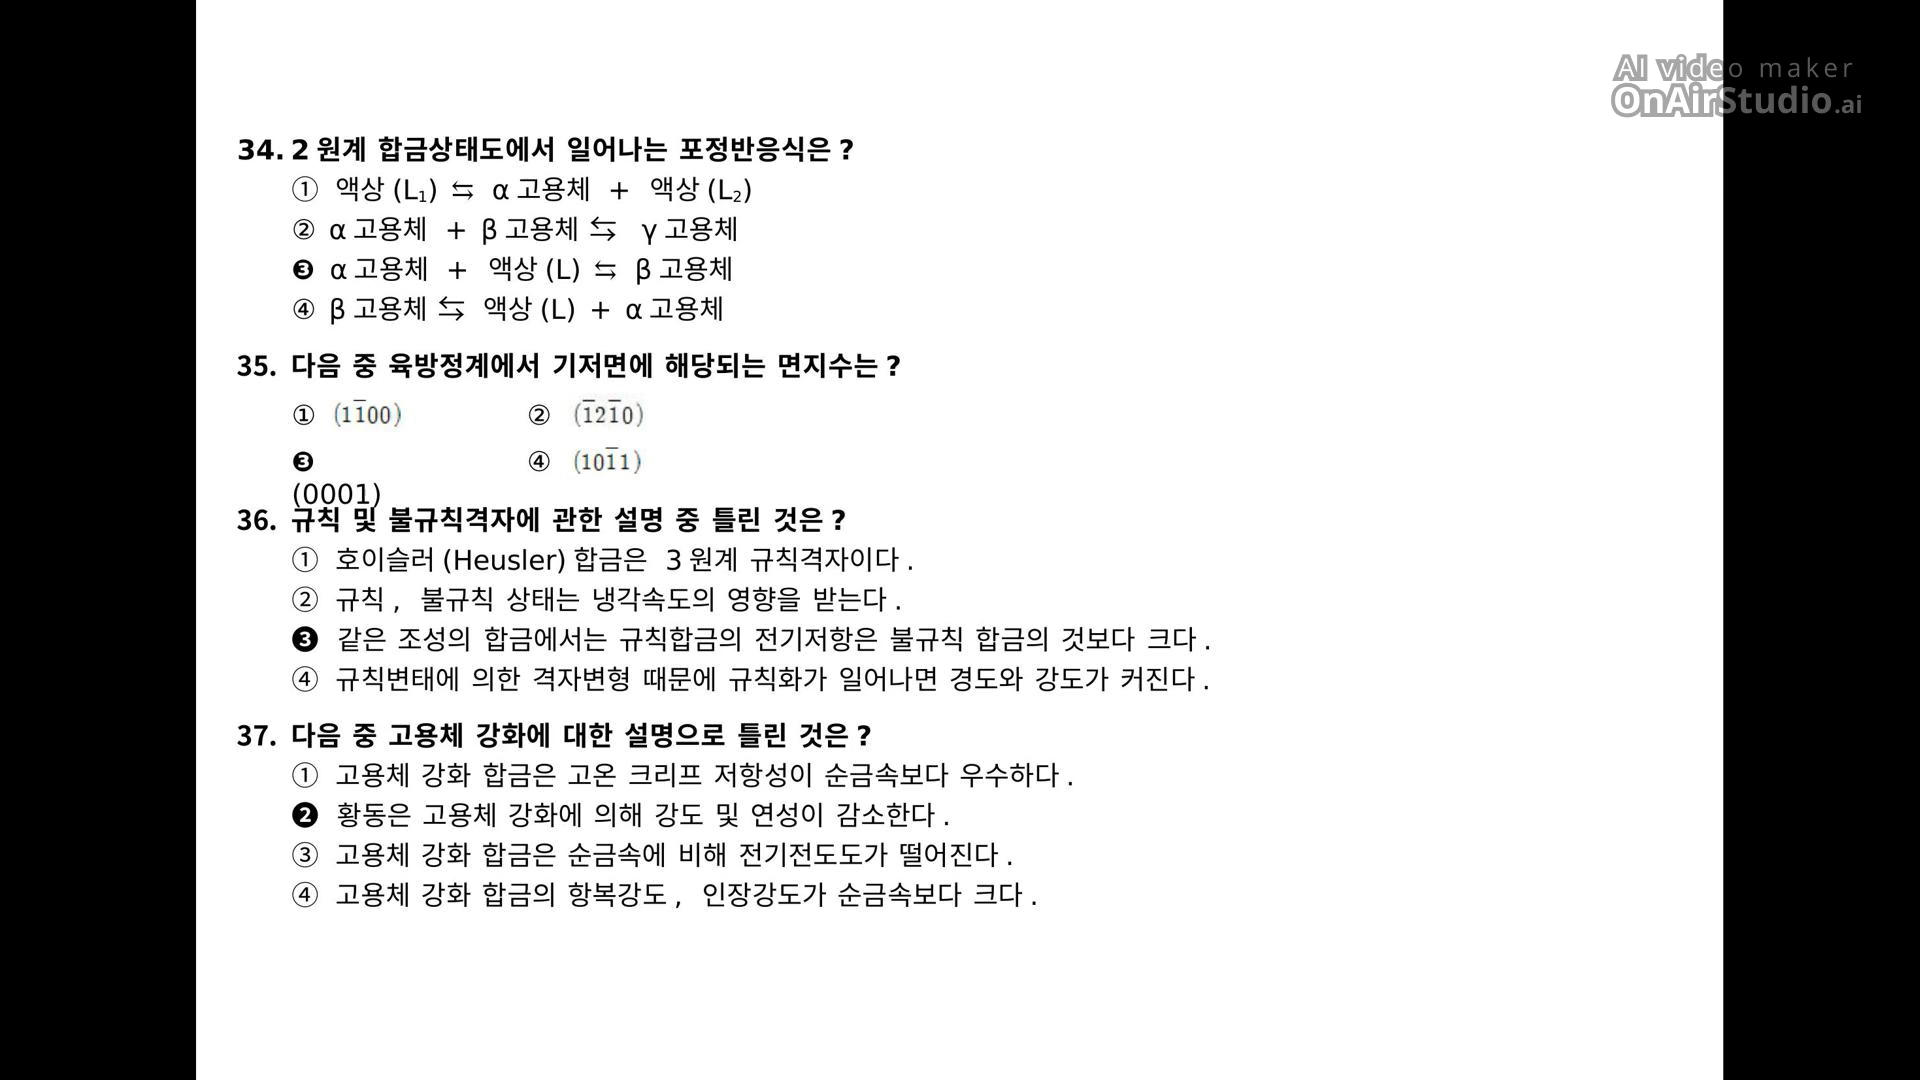 AI video maker
OnAirStudio.ai
34. 2원계 합금상태도에서 일어나는 포정반응식은?
① 액상(L₁) ⇆ α고용체 + 액상(L₂)
② α고용체 + β고용체 ⇆ γ고용체
❸ α고용체 + 액상(L) ⇆ β고용체
④ β고용체 ⇆ 액상(L) + α고용체
35. 다음 중 육방정계에서 기저면에 해당되는 면지수는?
① (11̅00) ② (1̅21̅0)
❸ ④ (101̅1)
(0001)
36. 규칙 및 불규칙격자에 관한 설명 중 틀린 것은?
① 호이슬러(Heusler)합금은 3원계 규칙격자이다.
② 규칙, 불규칙 상태는 냉각속도의 영향을 받는다.
❸ 같은 조성의 합금에서는 규칙합금의 전기저항은 불규칙 합금의 것보다 크다.
④ 규칙변태에 의한 격자변형 때문에 규칙화가 일어나면 경도와 강도가 커진다.
37. 다음 중 고용체 강화에 대한 설명으로 틀린 것은?
① 고용체 강화 합금은 고온 크리프 저항성이 순금속보다 우수하다.
❷ 황동은 고용체 강화에 의해 강도 및 연성이 감소한다.
③ 고용체 강화 합금은 순금속에 비해 전기전도도가 떨어진다.
④ 고용체 강화 합금의 항복강도, 인장강도가 순금속보다 크다.